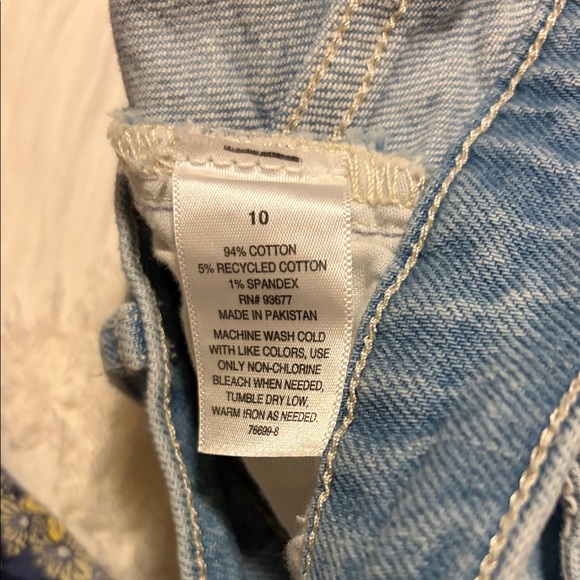 10
94% COTTON
5% RECYCLED COTTON
1% SPANDEX
RN# 93677
MADE IN PAKISTAN
MACHINE WASH COLD
WITH LIKE COLORS, USE
ONLY NON-CHLORINE
BLEACH WHEN NEEDED,
TUMBLE DRY LOW,
WARM IRON AS NEEDED.
76699-8